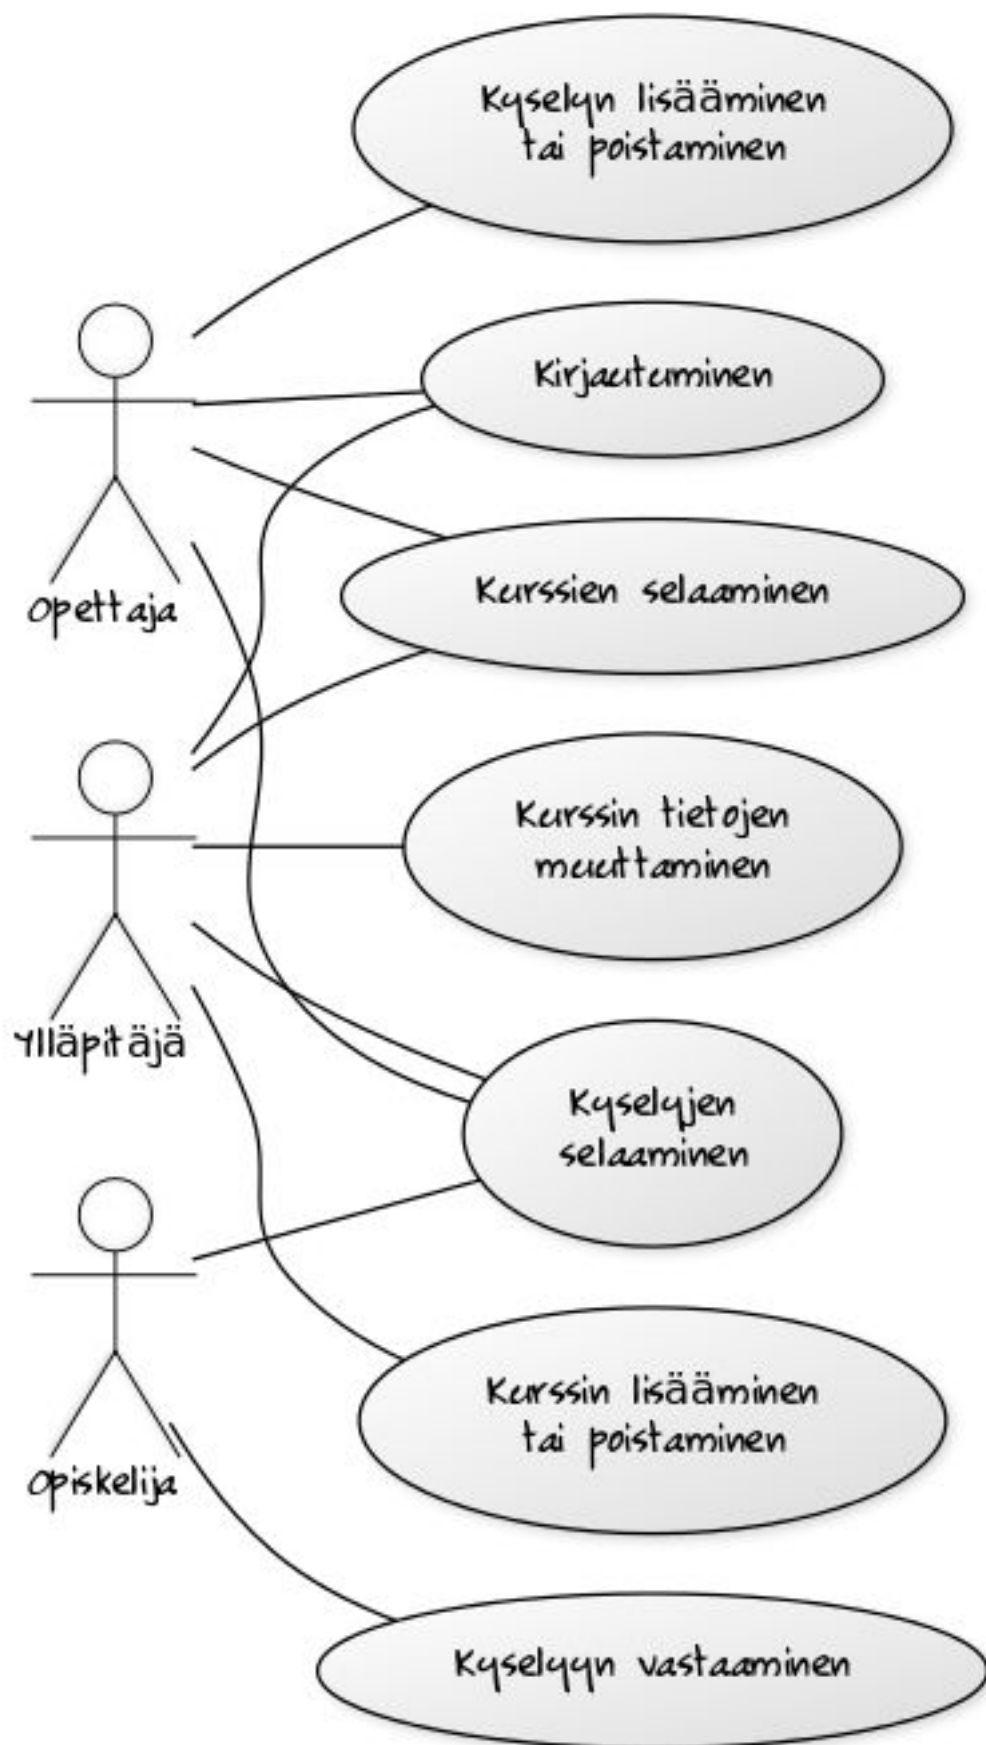 Kyselyn lisääminen
tai poistaminen
Kirjautuminen
Kurssien selaaminen
Opettaja
Kurssin tietojen
muuttaminen
Ylläpitäjä
Kyselyjen
selaaminen
Kurssin lisääminen
tai poistaminen
Opiskelija
Kyselyyn vastaaminen